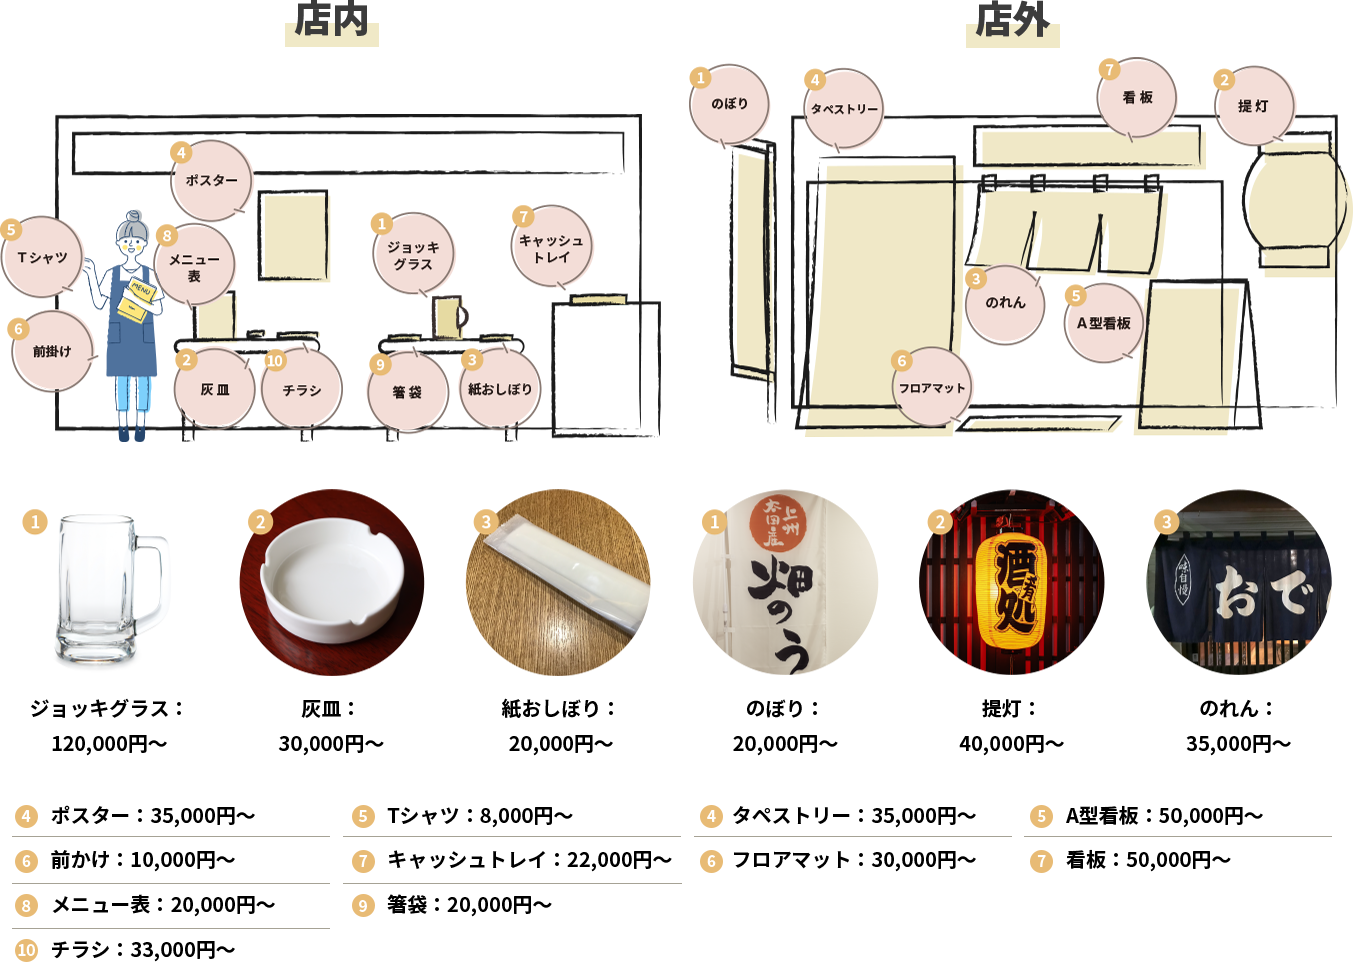 店内
4
ポスター
5
Tシャツ
8
メニュー
表
1
ジョッキ
グラス
7
キャッシュ
トレイ
MENU
6
前掛け
2
灰 皿
10
チラシ
9
箸 袋
3
紙おしぼり
店外
1
のぼり
4
タペストリー
7
看 板
2
提 灯
3
のれん
5
A型看板
6
フロアマット
1
ジョッキグラス：
120,000円〜
2
灰皿：
30,000円〜
3
紙おしぼり：
20,000円〜
1
上州
太田産
畑のう
のぼり：
20,000円〜
2
酒
肴
処
提灯：
40,000円〜
3
味自慢
おで
のれん：
35,000円〜
4 ポスター：35,000円〜
5 Tシャツ：8,000円〜
6 前かけ：10,000円〜
7 キャッシュトレイ：22,000円〜
8 メニュー表：20,000円〜
9 箸袋：20,000円〜
10 チラシ：33,000円〜
4 タペストリー：35,000円〜
5 A型看板：50,000円〜
6 フロアマット：30,000円〜
7 看板：50,000円〜